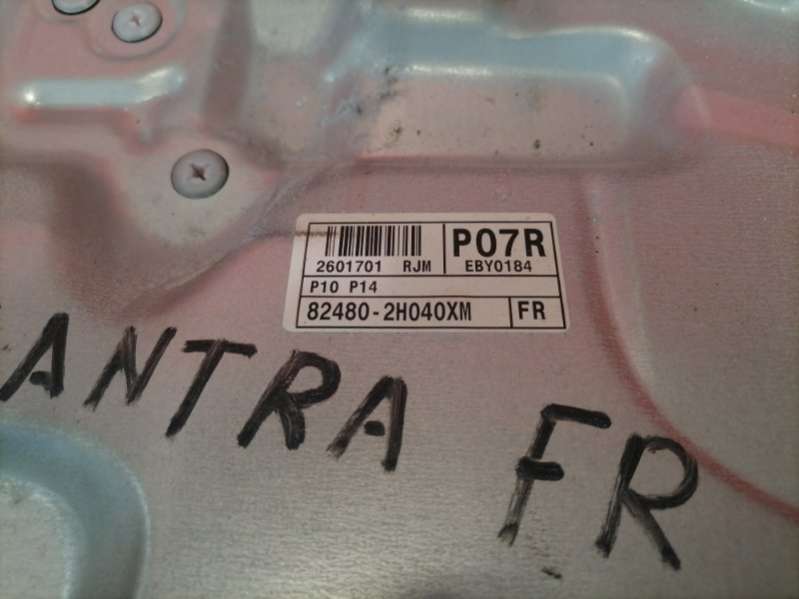 P07R
2601701 RJM EBY0184
P10 P14
82480-2H040XM FR
ANTRA FR